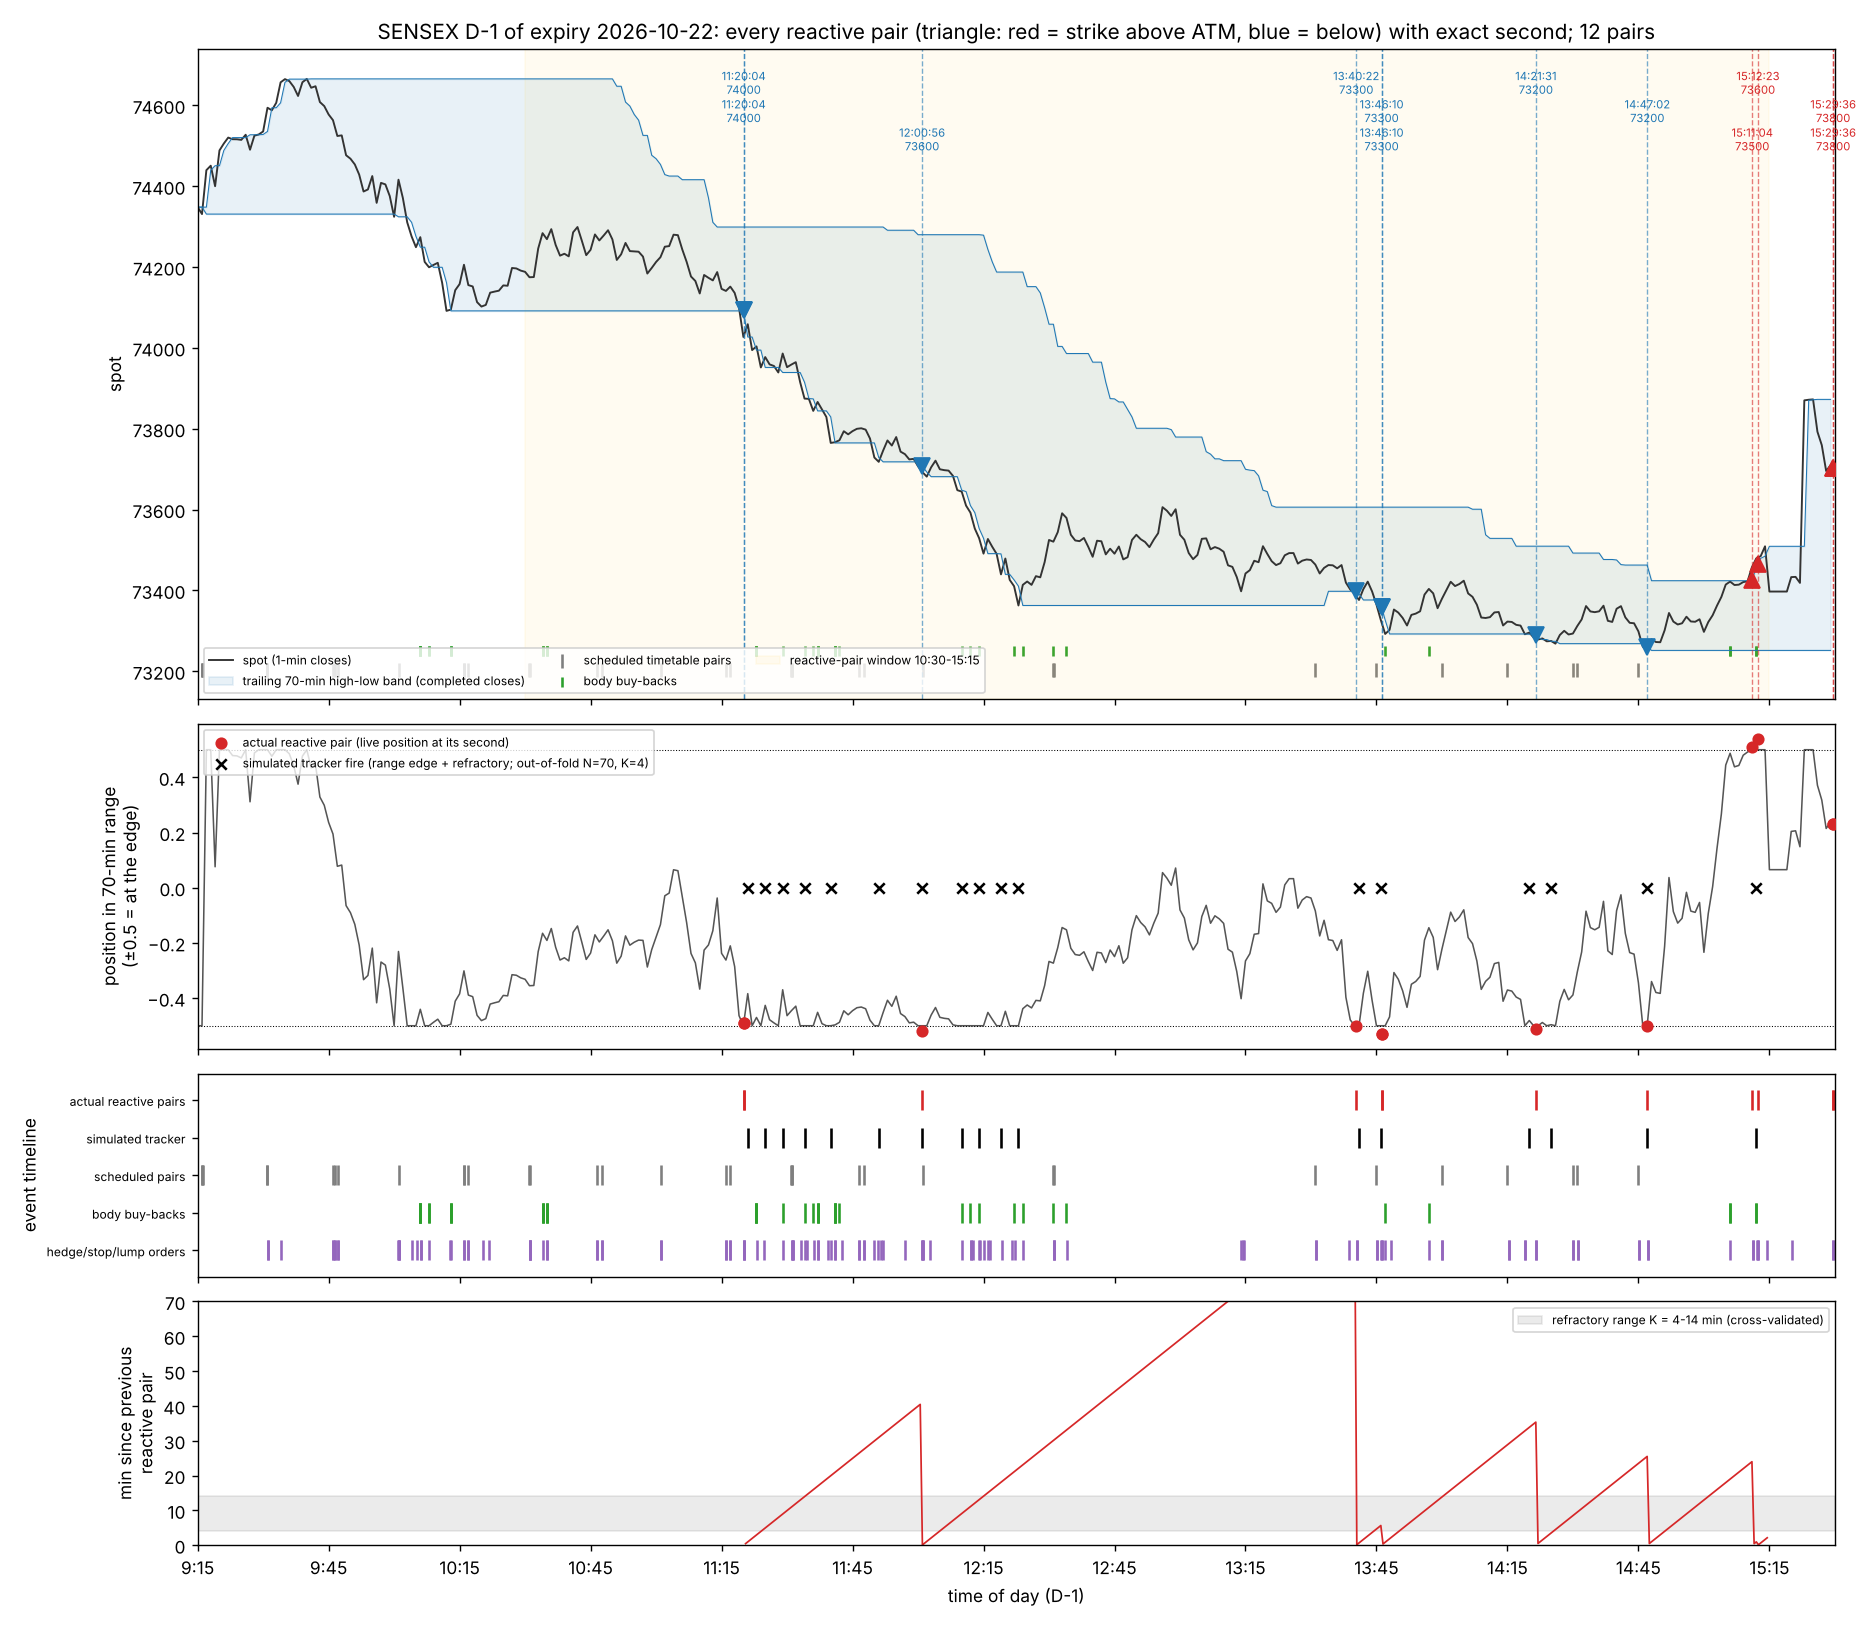 SENSEX D-1 of expiry 2026-10-22: every reactive pair (triangle: red = strike above ATM, blue = below) with exact second; 12 pairs
spot
74600
74400
74200
74000
73800
73600
73400
73200
11:20:04
74000
11:20:04
74000
12:00:56
73600
13:40:22
73300
13:46:10
73300
13:46:10
73300
14:21:31
73200
14:47:02
73200
15:12:23
73600
15:11:04
73500
15:29:36
73800
15:29:36
73800
spot (1-min closes)
trailing 70-min high-low band (completed closes)
scheduled timetable pairs
body buy-backs
reactive-pair window 10:30-15:15
position in 70-min range
(±0.5 = at the edge)
0.4
0.2
0.0
−0.2
−0.4
actual reactive pair (live position at its second)
simulated tracker fire (range edge + refractory; out-of-fold N=70, K=4)
event timeline
actual reactive pairs
simulated tracker
scheduled pairs
body buy-backs
hedge/stop/lump orders
min since previous
reactive pair
70
60
50
40
30
20
10
0
refractory range K = 4-14 min (cross-validated)
9:15
9:45
10:15
10:45
11:15
11:45
12:15
12:45
13:15
13:45
14:15
14:45
15:15
time of day (D-1)